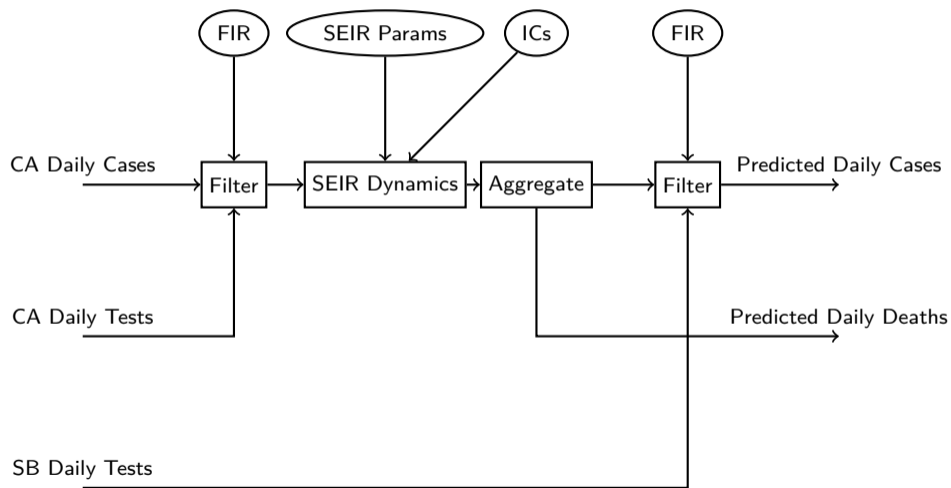 FIR
SEIR Params
ICs
FIR
CA Daily Cases
Filter
SEIR Dynamics
Aggregate
Filter
Predicted Daily Cases
CA Daily Tests
Predicted Daily Deaths
SB Daily Tests